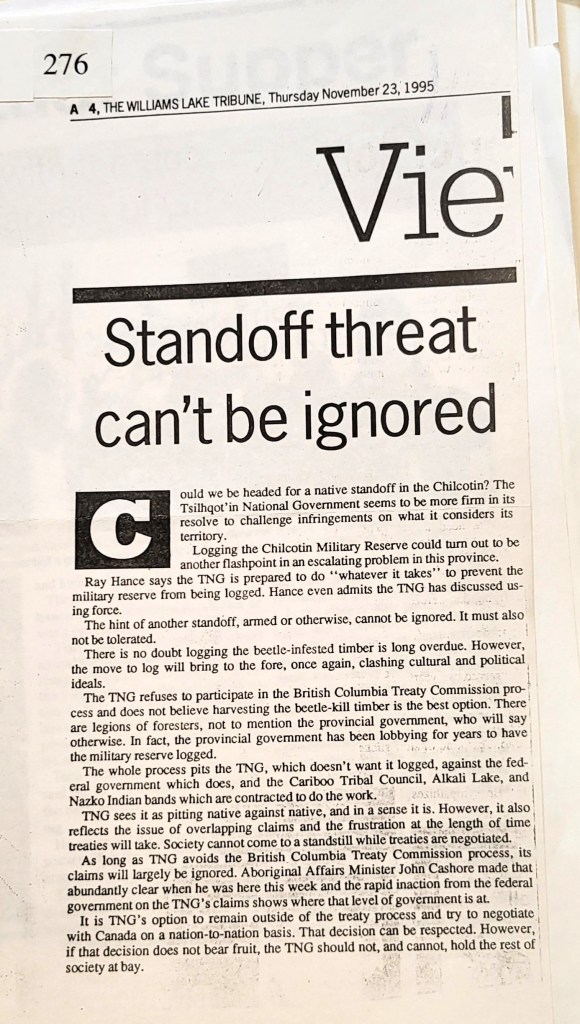 276
A 4, THE WILLIAMS LAKE TRIBUNE, Thursday November 23, 1995
Vie
Standoff threat
can't be ignored
Could we be headed for a native standoff in the Chilcotin? The
Tsilhqot'in National Government seems to be more firm in its
resolve to challenge infringements on what it considers its
territory.
Logging the Chilcotin Military Reserve could turn out to be
another flashpoint in an escalating problem in this province.
Ray Hance says the TNG is prepared to do "whatever it takes" to prevent the
military reserve from being logged. Hance even admits the TNG has discussed us-
ing force.
The hint of another standoff, armed or otherwise, cannot be ignored. It must also
not be tolerated.
There is no doubt logging the beetle-infested timber is long overdue. However,
the move to log will bring to the fore, once again, clashing cultural and political
ideals.
The TNG refuses to participate in the British Columbia Treaty Commission pro-
cess and does not believe harvesting the beetle-kill timber is the best option. There
are legions of foresters, not to mention the provincial government, who will say
otherwise. In fact, the provincial government has been lobbying for years to have
the military reserve logged.
The whole process pits the TNG, which doesn't want it logged, against the fed-
eral government which does, and the Cariboo Tribal Council, Alkali Lake, and
Nazko Indian bands which are contracted to do the work.
TNG sees it as pitting native against native, and in a sense it is. However, it also
reflects the issue of overlapping claims and the frustration at the length of time
treaties will take. Society cannot come to a standstill while treaties are negotiated.
As long as TNG avoids the British Columbia Treaty Commission process, its
claims will largely be ignored. Aboriginal Affairs Minister John Cashore made that
abundantly clear when he was here this week and the rapid inaction from the federal
government on the TNG's claims shows where that level of government is at.
It is TNG's option to remain outside of the treaty process and try to negotiate
with Canada on a nation-to-nation basis. That decision can be respected. However,
if that decision does not bear fruit, the TNG should not, and cannot, hold the rest of
society at bay.